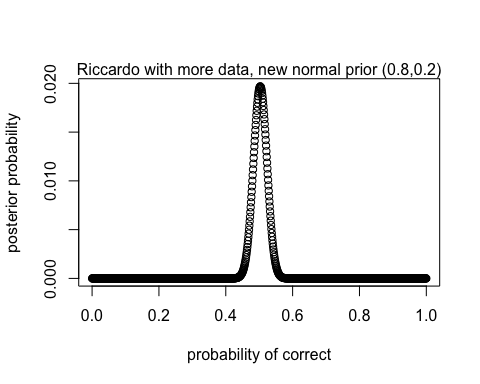 Riccardo with more data, new normal prior (0.8,0.2)
posterior probability
0.020
0.010
0.000
0.0 0.2 0.4 0.6 0.8 1.0
probability of correct